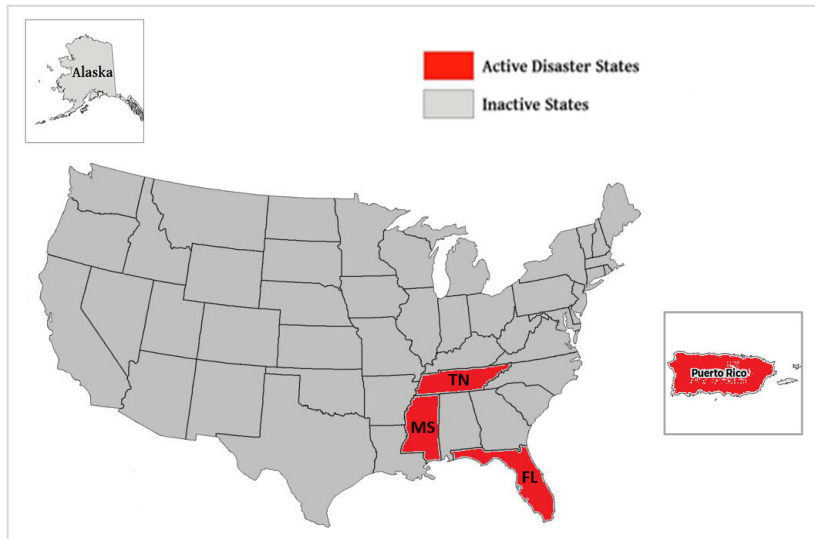 Alaska
Active Disaster States
Inactive States
TN
MS
FL
Puerto Rico